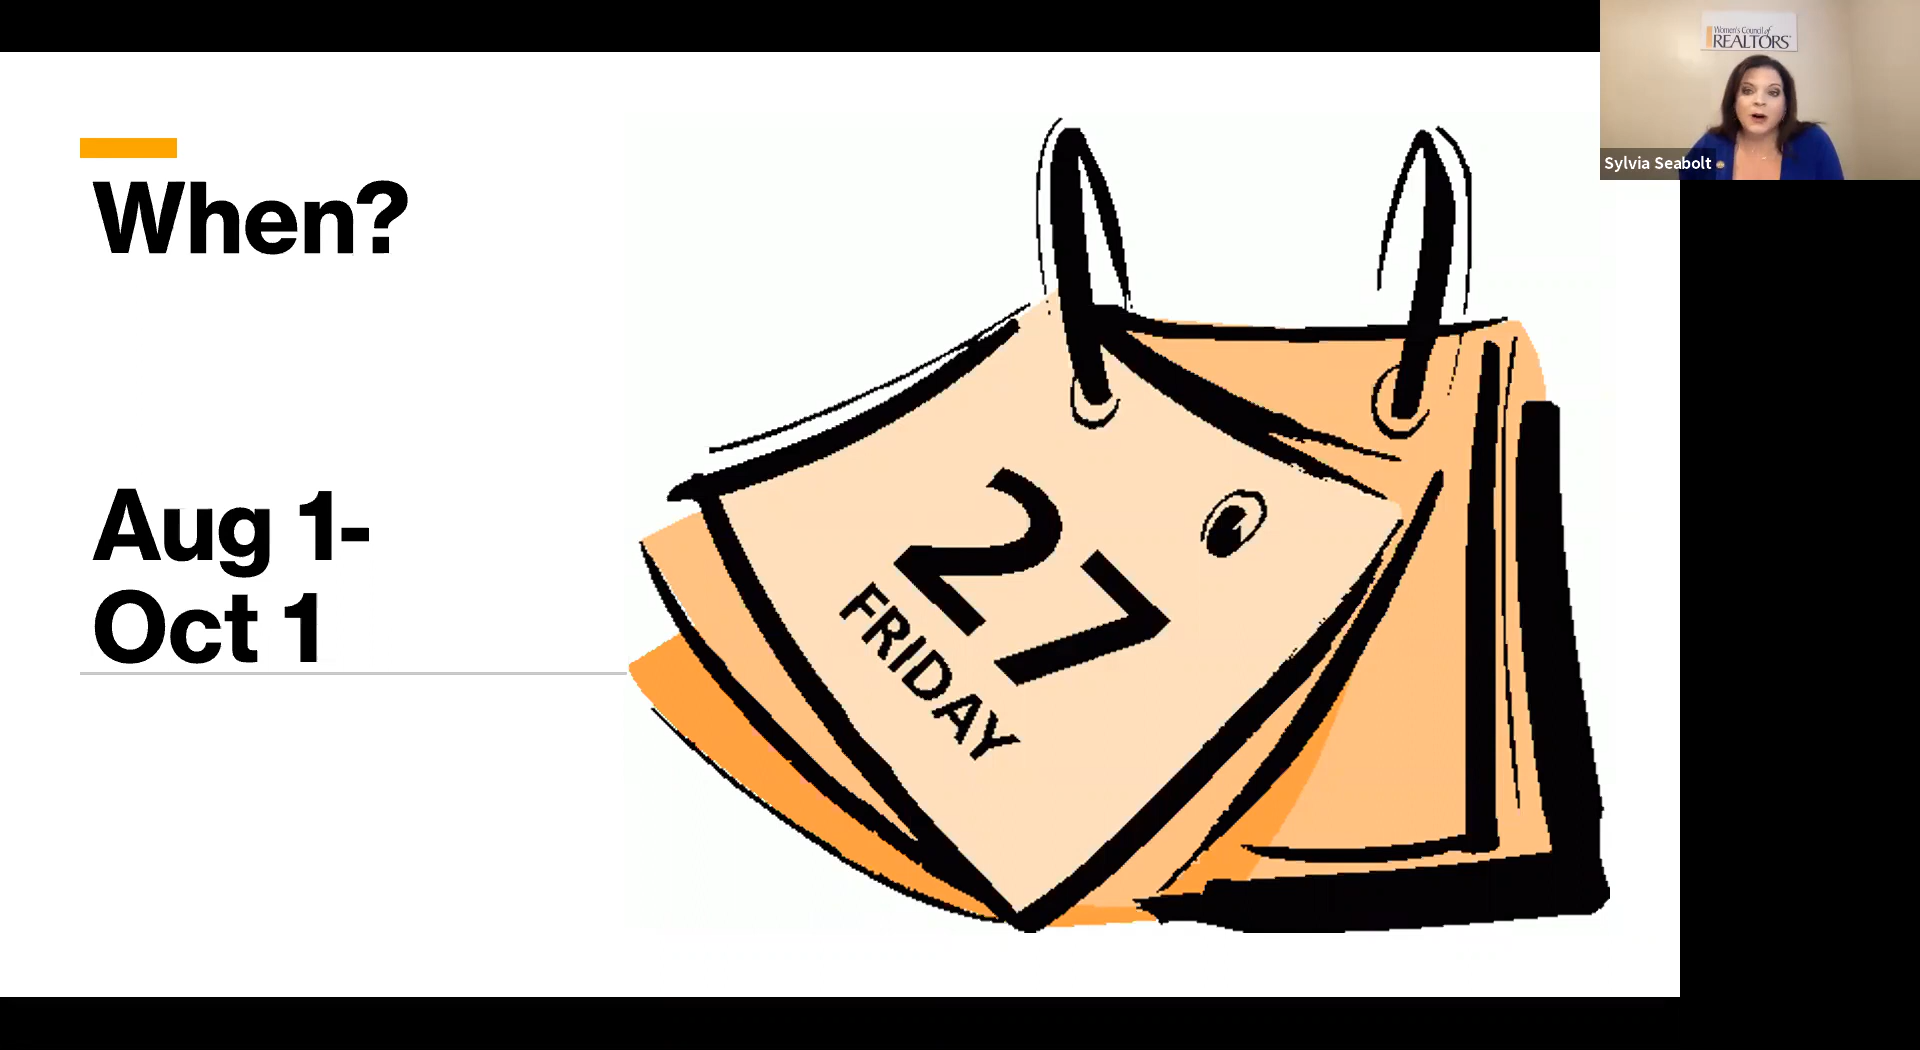 When?
Aug 1-
Oct 1
27
FRIDAY
Women's Council of
REALTORS
Sylvia Seabolt